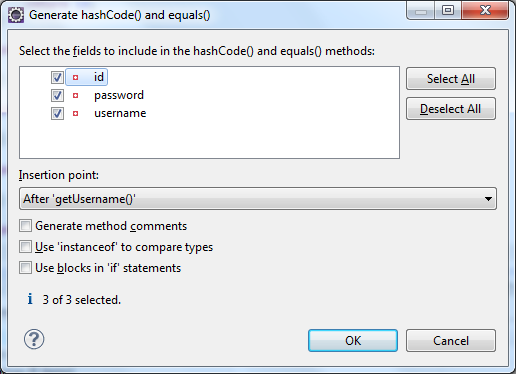 Generate hashCode() and equals()
Select the fields to include in the hashCode() and equals() methods:
id
password
username
Select All
Deselect All
Insertion point:
After 'getUsername()'
Generate method comments
Use 'instanceof' to compare types
Use blocks in 'if' statements
i 3 of 3 selected.
?
OK
Cancel